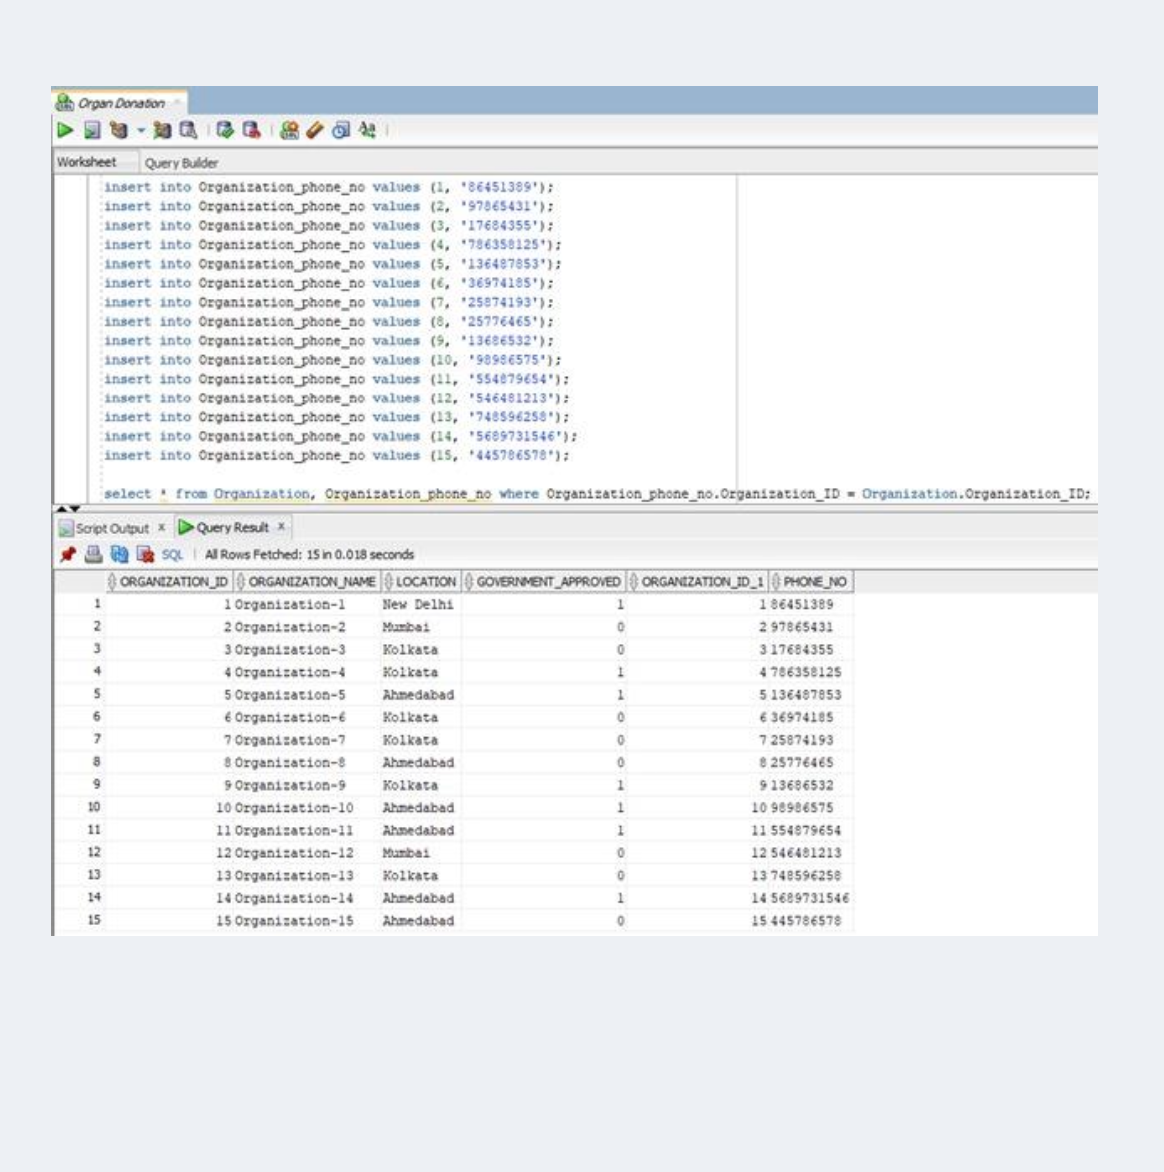 Organ Donation
Worksheet Query Builder
insert into Organization_phone_no values (1, '86451389');
insert into Organization_phone_no values (2, '97865431');
insert into Organization_phone_no values (3, '17684355');
insert into Organization_phone_no values (4, '786358125');
insert into Organization_phone_no values (5, '136487853');
insert into Organization_phone_no values (6, '36974185');
insert into Organization_phone_no values (7, '25874193');
insert into Organization_phone_no values (8, '25776465');
insert into Organization_phone_no values (9, '13686532');
insert into Organization_phone_no values (10, '98986575');
insert into Organization_phone_no values (11, '554879654');
insert into Organization_phone_no values (12, '546481213');
insert into Organization_phone_no values (13, '748596258');
insert into Organization_phone_no values (14, '5689731546');
insert into Organization_phone_no values (15, '445786578');
select * from Organization, Organization_phone_no where Organization_phone_no.Organization_ID = Organization.Organization_ID;
Script Output x Query Result x
SQL | All Rows Fetched: 15 in 0.018 seconds
ORGANIZATION_ID ORGANIZATION_NAME LOCATION GOVERNMENT_APPROVED ORGANIZATION_ID_1 PHONE_NO
1 1 Organization-1 New Delhi 1 1 86451389
2 2 Organization-2 Mumbai 0 2 97865431
3 3 Organization-3 Kolkata 0 3 17684355
4 4 Organization-4 Kolkata 1 4 786358125
5 5 Organization-5 Ahmedabad 1 5 136487853
6 6 Organization-6 Kolkata 0 6 36974185
7 7 Organization-7 Kolkata 0 7 25874193
8 8 Organization-8 Ahmedabad 0 8 25776465
9 9 Organization-9 Kolkata 1 9 13686532
10 10 Organization-10 Ahmedabad 1 10 98986575
11 11 Organization-11 Ahmedabad 1 11 554879654
12 12 Organization-12 Mumbai 0 12 546481213
13 13 Organization-13 Kolkata 0 13 748596258
14 14 Organization-14 Ahmedabad 1 14 5689731546
15 15 Organization-15 Ahmedabad 0 15 445786578